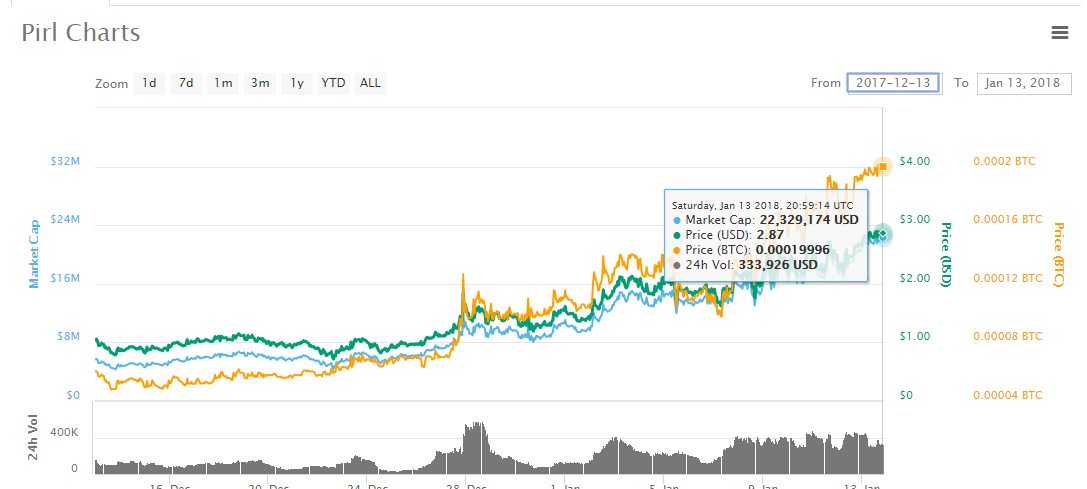 Pirl Charts
Zoom 1d 7d 1m 3m 1y YTD ALL From 2017-12-13 To Jan 13, 2018
$32M $4.00 0.0002 BTC
Saturday, Jan 13 2018, 20:59:14 UTC
Market Cap: 22,329,174 USD
Price (USD): 2.87
Price (BTC): 0.00019996
24h Vol: 333,926 USD
$24M $3.00 0.00016 BTC
Market Cap Price (USD) Price (BTC)
$16M $2.00 0.00012 BTC
$8M $1.00 0.00008 BTC
$0 $0 0.00004 BTC
24h Vol
400K
0
16. Dec 20. Dec 24. Dec 28. Dec 1. Jan 5. Jan 9. Jan 13. Jan